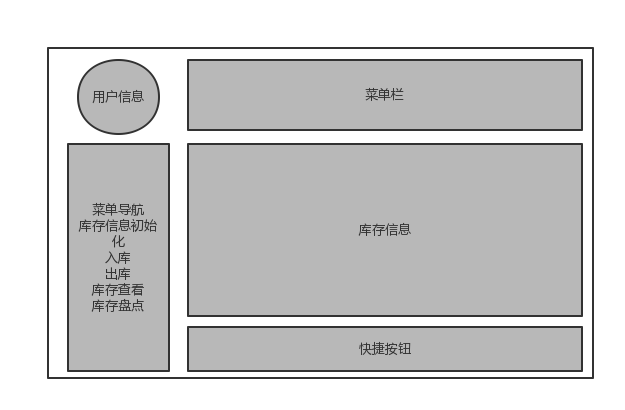 用户信息
菜单栏
菜单导航
库存信息初始
化
入库
出库
库存查看
库存盘点
库存信息
快捷按钮